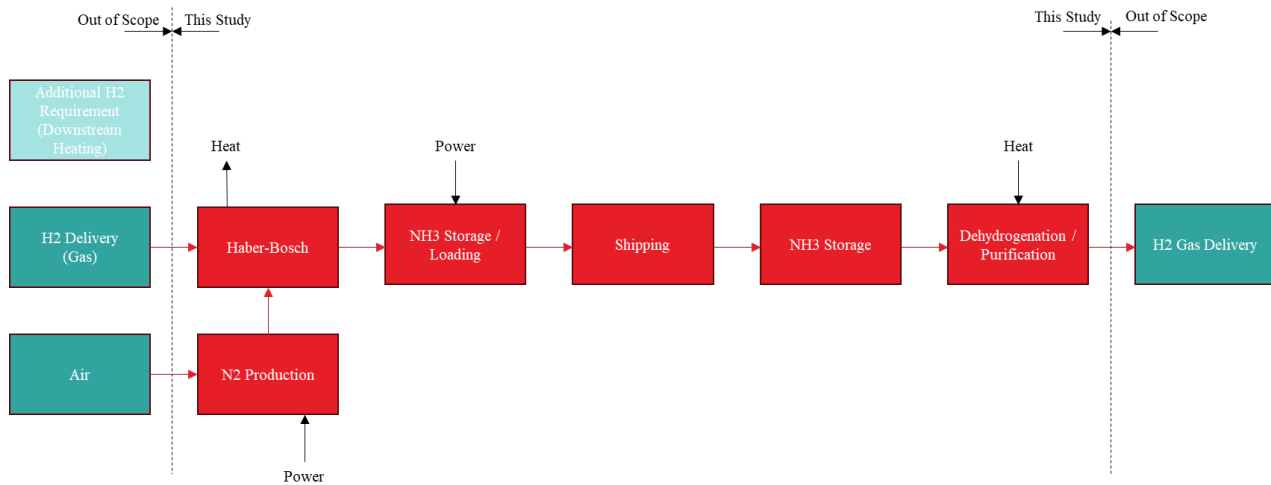 Out of Scope
This Study
This Study
Out of Scope
Additional H2
Requirement
(Downstream
Heating)
Heat
Power
Heat
H2 Delivery
(Gas)
Haber-Bosch
NH3 Storage /
Loading
Shipping
NH3 Storage
Dehydrogenation /
Purification
H2 Gas Delivery
Air
N2 Production
Power